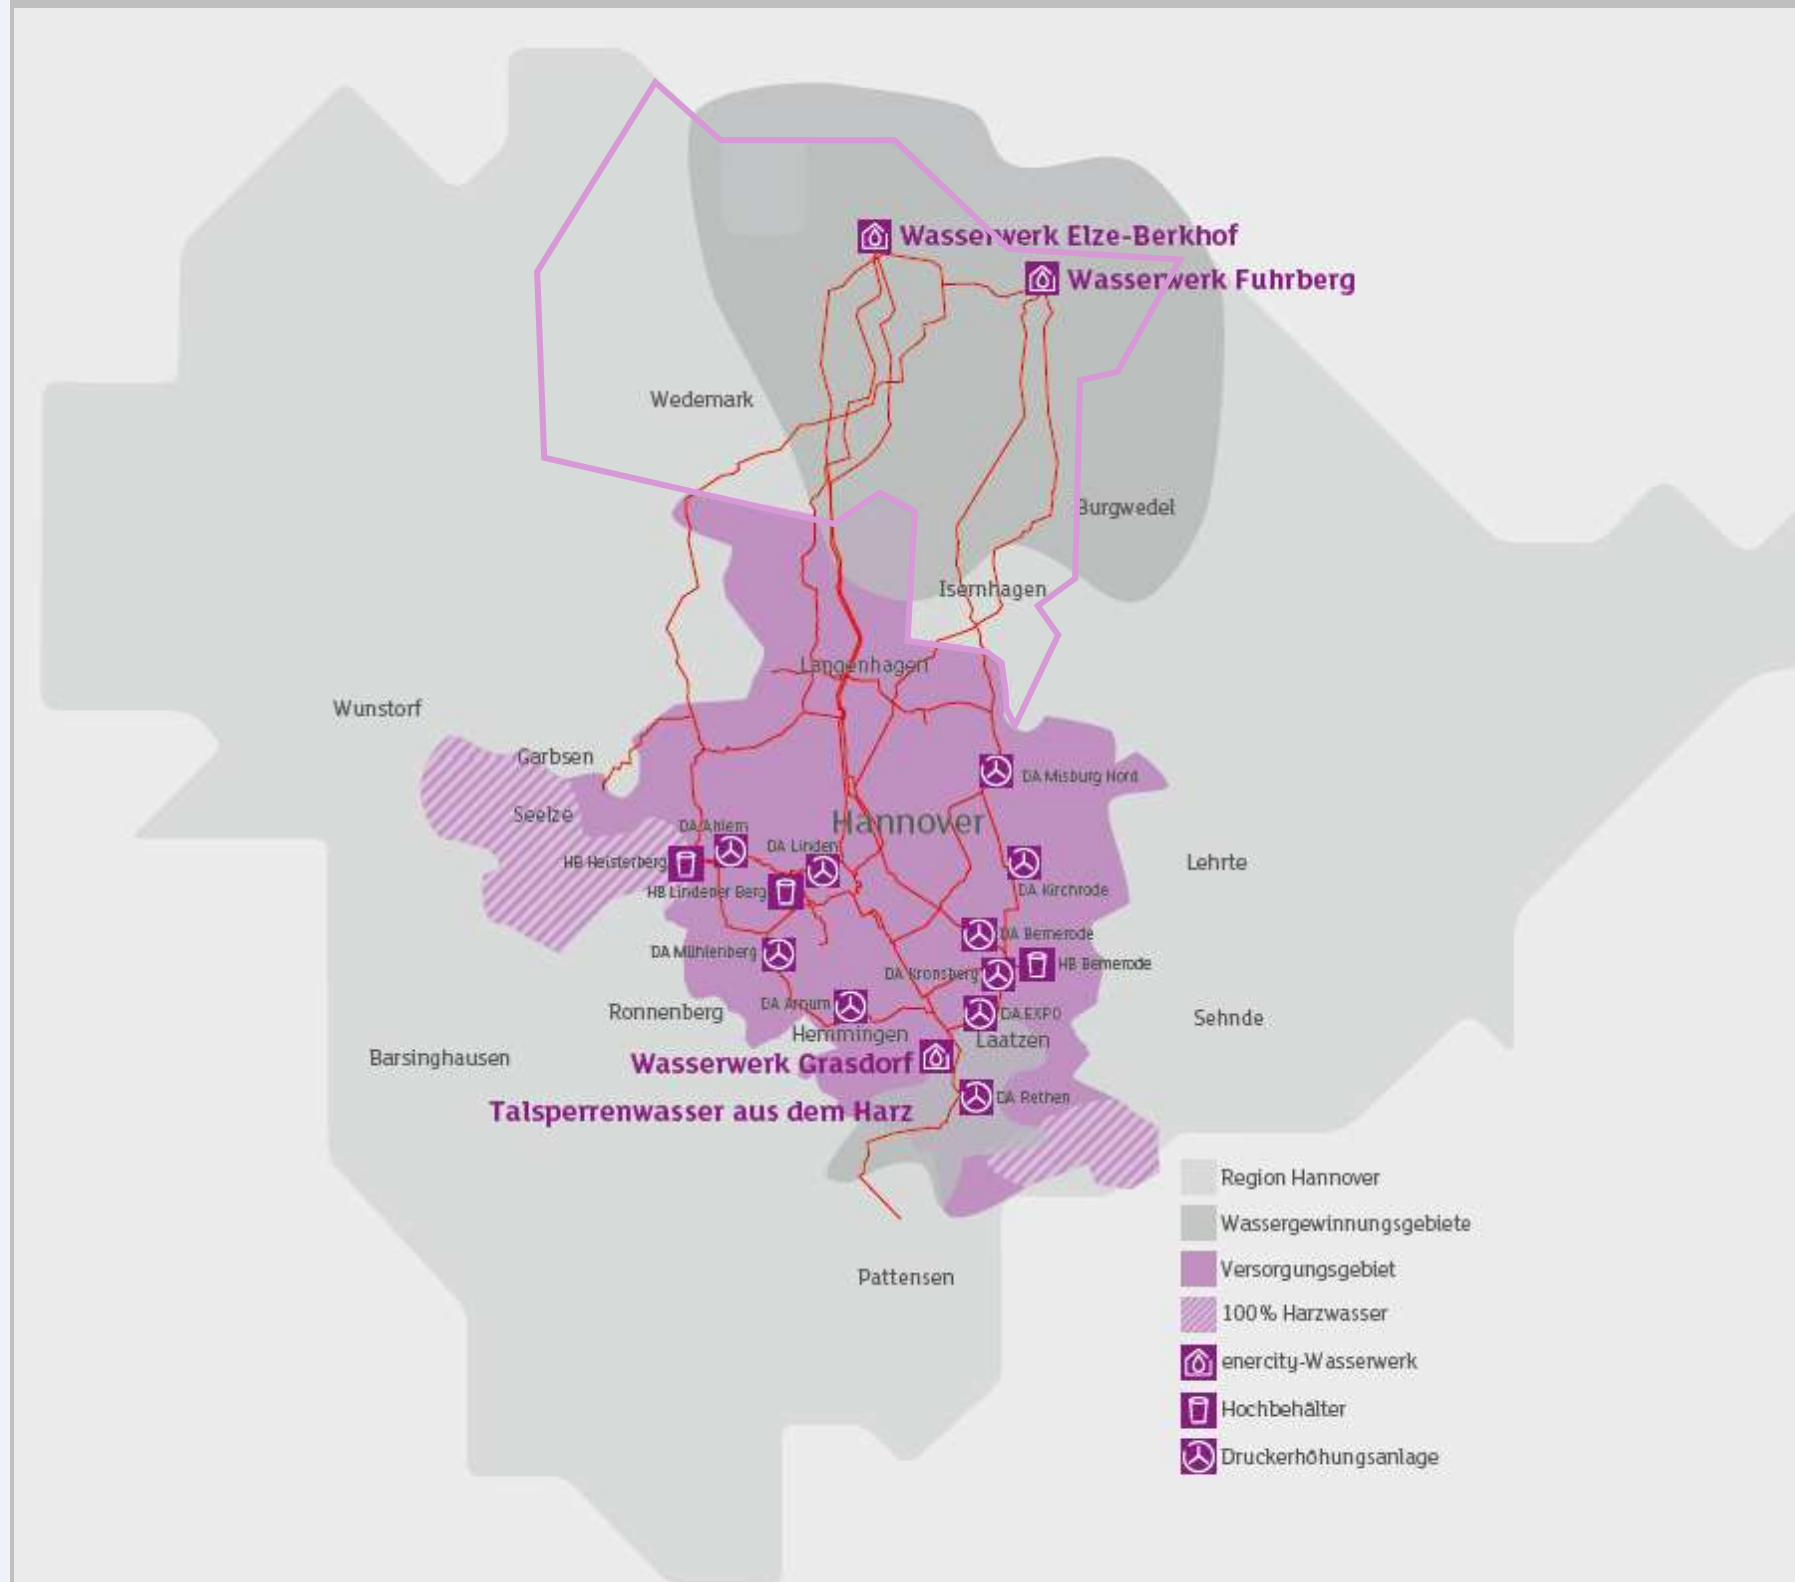 Wasserwerk Elze-Berkhof
Wasserwerk Fuhrberg
Wedemark
Burgwedel
Isernhagen
Langenhagen
Wunstorf
Garbsen
DA Misburg Nord
Seelze
Hannover
DA Ahlem
DA Linden
HB Heisterberg
Lehrte
HB Lindener Berg
DA Kirchrode
DA Bemerode
DA Mühlenberg
HB Bemerode
DA Kronsberg
DA Arnum
Ronnenberg
DA EXPO
Sehnde
Hemmingen
Laatzen
Barsinghausen
Wasserwerk Grasdorf
DA Rethen
Talsperrenwasser aus dem Harz
Pattensen
Region Hannover
Wassergewinnungsgebiete
Versorgungsgebiet
100% Harzwasser
enercity-Wasserwerk
Hochbehälter
Druckerhöhungsanlage